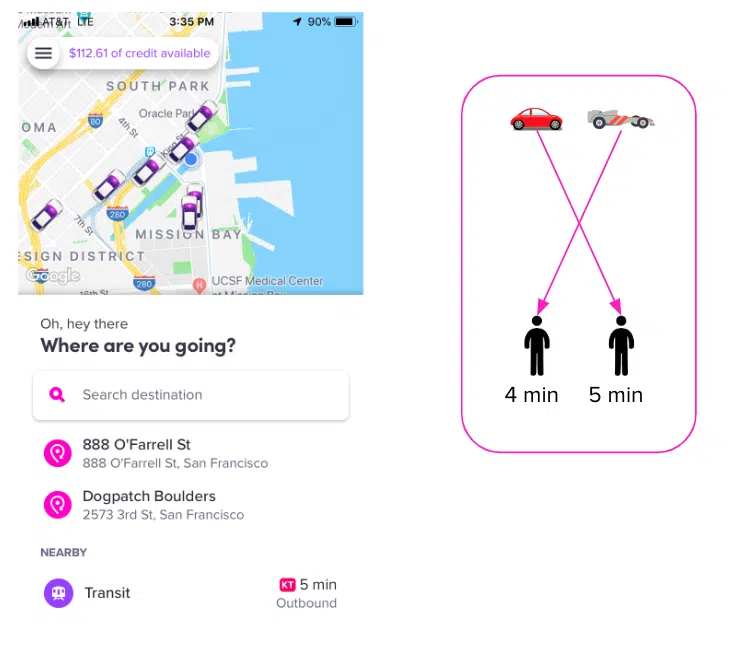 AT&T LTE 3:35 PM 90%
$112.61 of credit available
SOUTH PARK
Oracle Park
OMA
80
4th St
King St
280
7th St
MISSION BAY
ESIGN DISTRICT
Google
280
UCSF Medical Center
at Mission Bay
16th St
Oh, hey there
Where are you going?
Search destination
888 O'Farrell St
888 O'Farrell St, San Francisco
Dogpatch Boulders
2573 3rd St, San Francisco
NEARBY
Transit
KT 5 min
Outbound
4 min 5 min